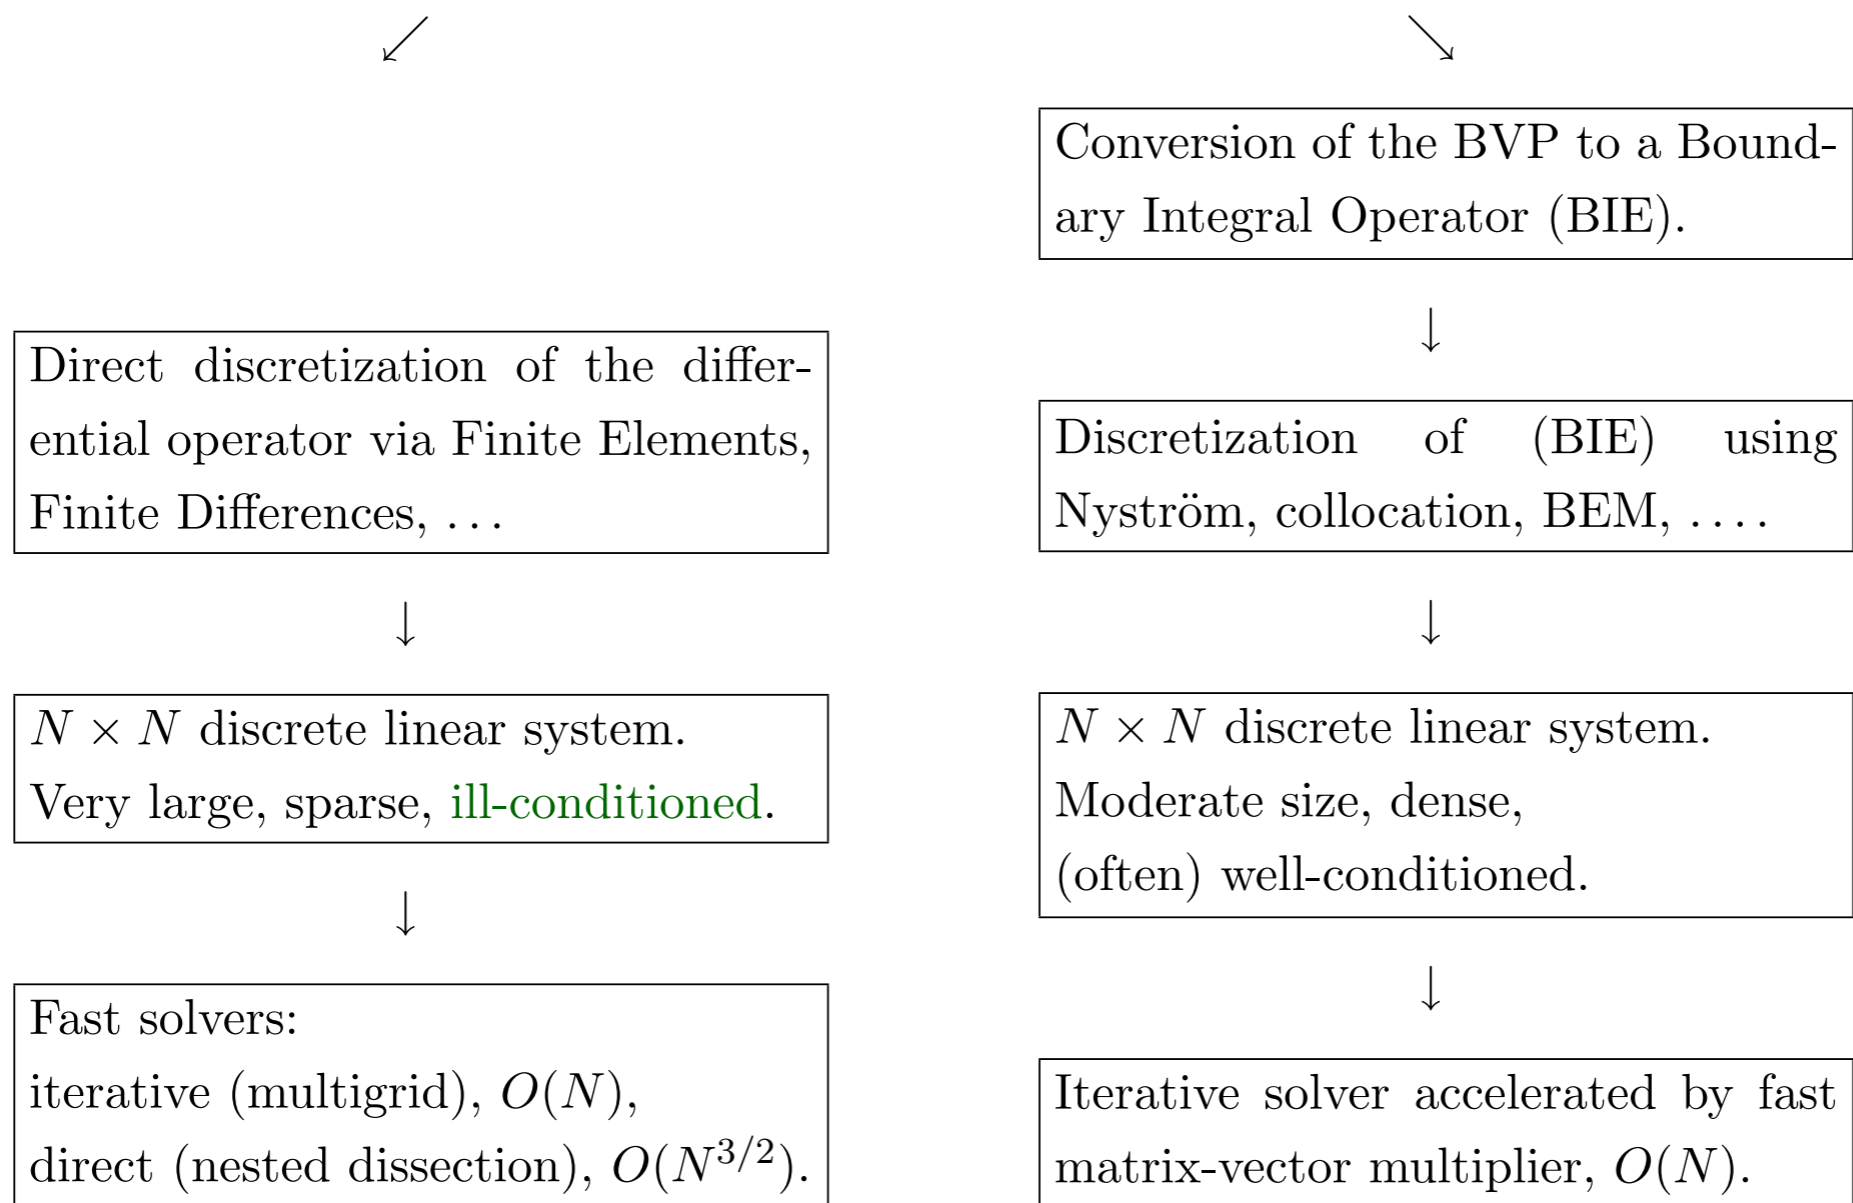 Direct discretization of the differ-
ential operator via Finite Elements,
Finite Differences, . . .
↓
N × N discrete linear system.
Very large, sparse, ill-conditioned.
↓
Fast solvers:
iterative (multigrid), O(N),
direct (nested dissection), O(N^{3/2}).
Conversion of the BVP to a Bound-
ary Integral Operator (BIE).
↓
Discretization of (BIE) using
Nyström, collocation, BEM, . . . .
↓
N × N discrete linear system.
Moderate size, dense,
(often) well-conditioned.
↓
Iterative solver accelerated by fast
matrix-vector multiplier, O(N).